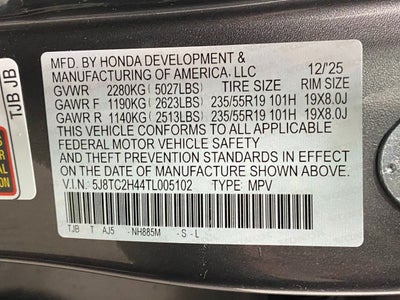 TJB JB
MFD. BY HONDA DEVELOPMENT &
MANUFACTURING OF AMERICA, LLC 12/'25
GVWR 2280KG (5027LBS) TIRE SIZE RIM SIZE
GAWR F 1190KG (2623LBS) 235/55R19 101H 19X8.0J
GAWR R 1140KG (2513LBS) 235/55R19 101H 19X8.0J
THIS VEHICLE CONFORMS TO ALL APPLICABLE
FEDERAL MOTOR VEHICLE SAFETY
AND THEFT PREVENTION STANDARDS IN EFFECT
ON THE DATE OF MANUFACTURE SHOWN ABOVE.
V.I.N.: 5J8TC2H44TL005102 TYPE: MPV
TJB T AJ5 -NH885M -S-L